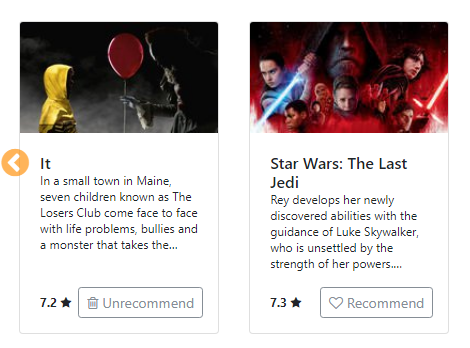 It
In a small town in Maine,
seven children known as The
Losers Club come face to face
with life problems, bullies and
a monster that takes the...
7.2
Unrecommend
Star Wars: The Last
Jedi
Rey develops her newly
discovered abilities with the
guidance of Luke Skywalker,
who is unsettled by the
strength of her powers....
7.3
Recommend